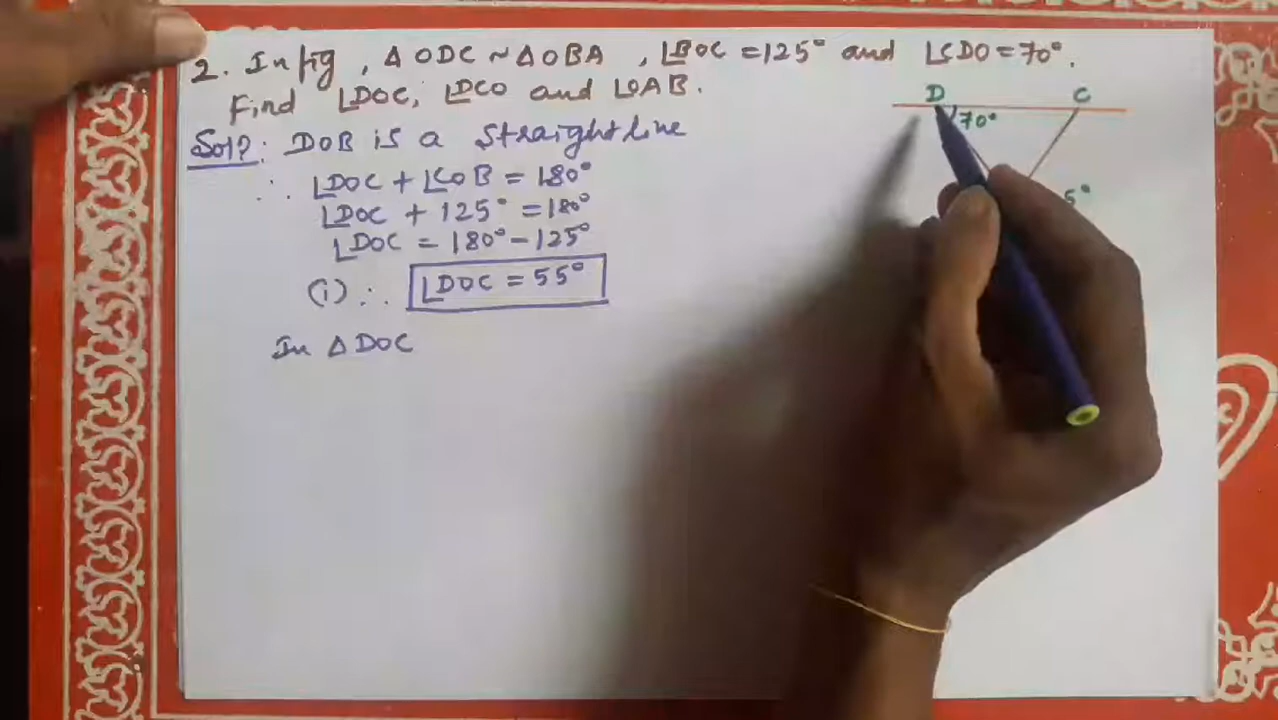 2. In fig, △ODC ~ △OBA, ∠BOC = 125° and ∠CDO = 70°.
Find ∠DOC, ∠DCO and ∠OAB.
D C
70°
5°
Sol?: DOB is a straight line
∴ ∠DOC + ∠COB = 180°
∠DOC + 125° = 180°
∠DOC = 180° - 125°
(i) ∴ ∠DOC = 55°
In △DOC